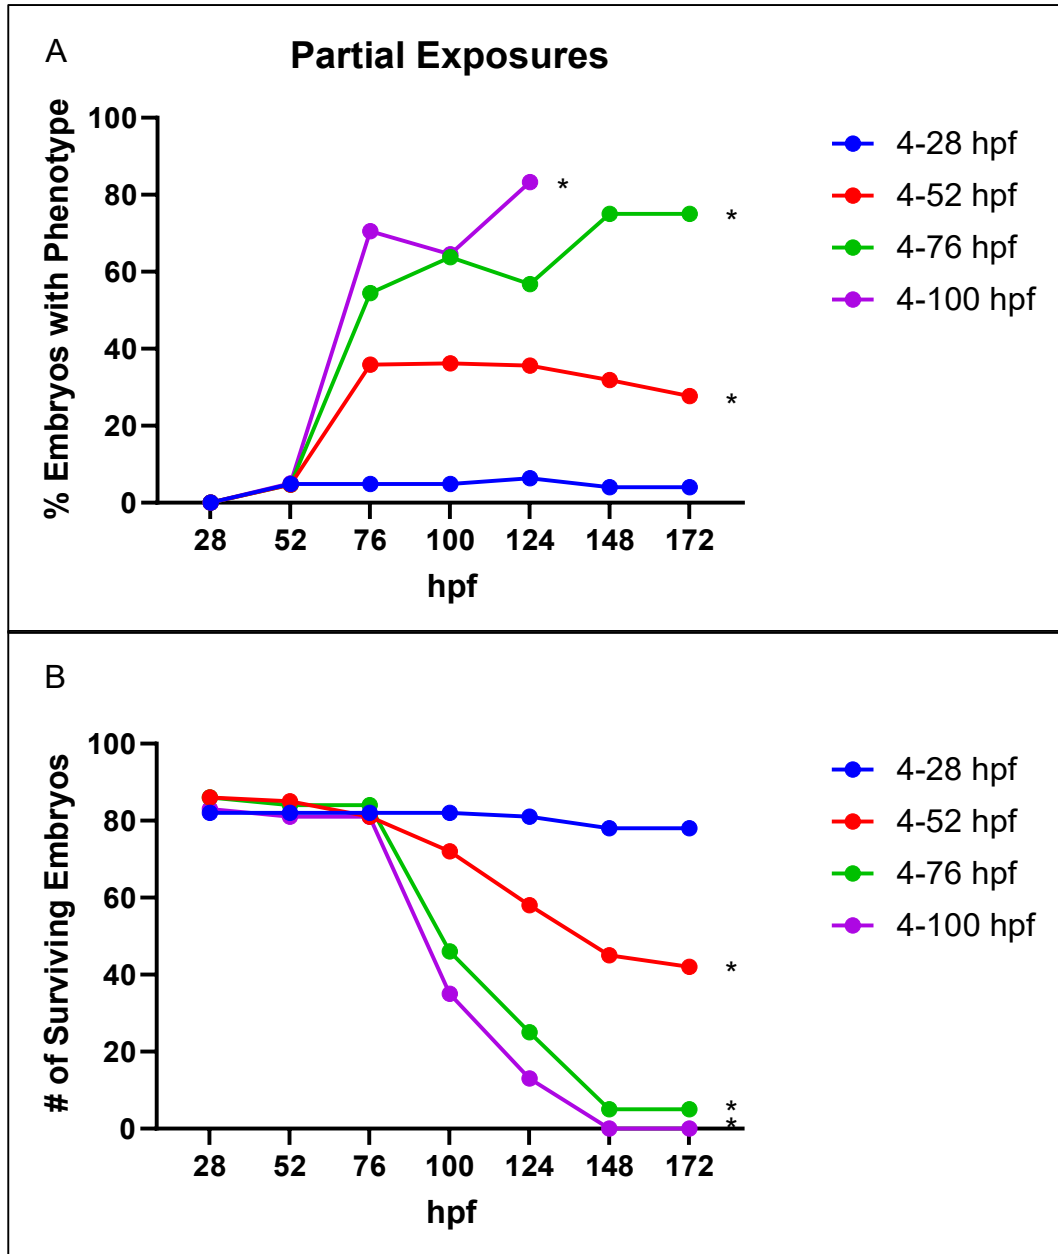 A
Partial Exposures
% Embryos with Phenotype
100
80
60
40
20
0
28 52 76 100 124 148 172
hpf
4-28 hpf
4-52 hpf
4-76 hpf
4-100 hpf
*
*
*
B
# of Surviving Embryos
100
80
60
40
20
0
28 52 76 100 124 148 172
hpf
4-28 hpf
4-52 hpf
4-76 hpf
4-100 hpf
*
*
*